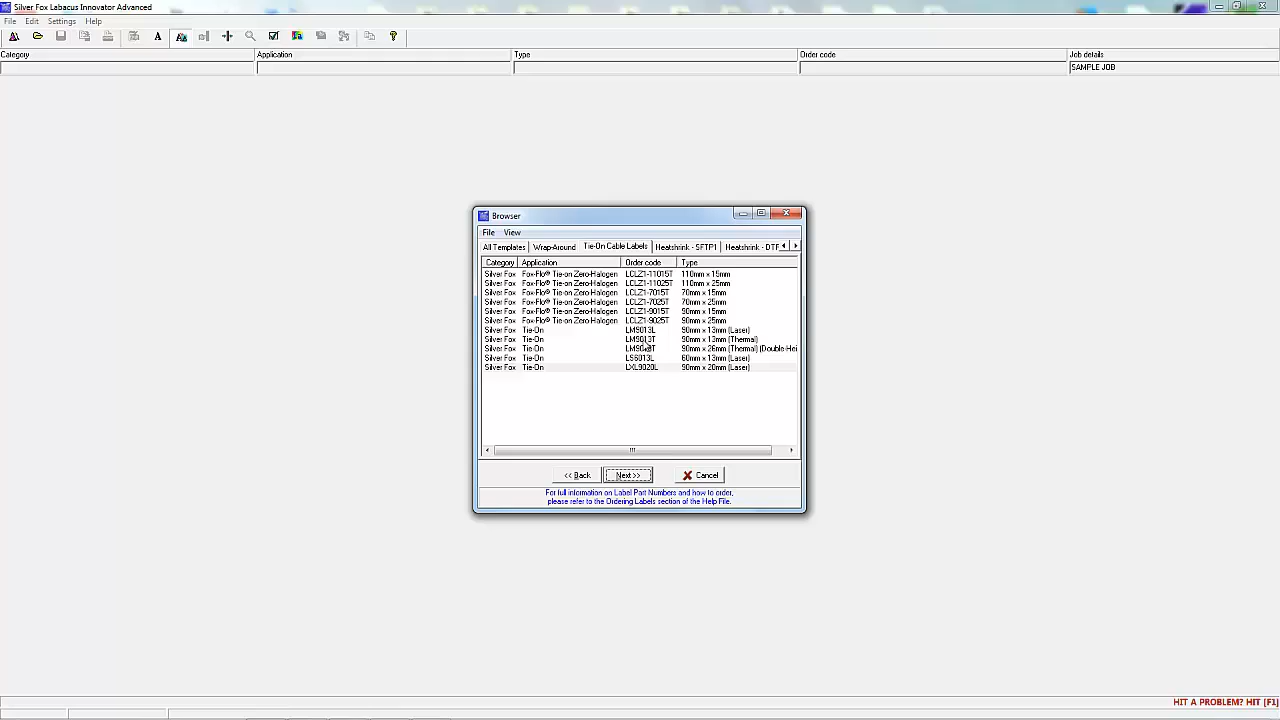 Silver Fox Labacus Innovator Advanced
File Edit Settings Help
Category Application Type Order code Job details
SAMPLE JOB
Browser
File View
All Templates Wrap-Around Tie-On Cable Labels Heatshrink - SFTP1 Heatshrink - DTF
Category Application Order code Type
Silver Fox Fox-Flo® Tie-on Zero-Halogen LCLZ1-11015T 110mm x 15mm
Silver Fox Fox-Flo® Tie-on Zero-Halogen LCLZ1-11025T 110mm x 25mm
Silver Fox Fox-Flo® Tie-on Zero-Halogen LCLZ1-7015T 70mm x 15mm
Silver Fox Fox-Flo® Tie-on Zero-Halogen LCLZ1-7025T 70mm x 25mm
Silver Fox Fox-Flo® Tie-on Zero-Halogen LCLZ1-9015T 90mm x 15mm
Silver Fox Fox-Flo® Tie-on Zero-Halogen LCLZ1-9025T 90mm x 25mm
Silver Fox Tie-On LM9013L 90mm x 13mm (Laser)
Silver Fox Tie-On LM9013T 90mm x 13mm (Thermal)
Silver Fox Tie-On 90mm x 26mm (Thermal) (Double-Hei
Silver Fox Tie-On LS6013L 60mm x 13mm (Laser)
Silver Fox Tie-On LXL9020L 90mm x 20mm (Laser)
<< Back Next >> Cancel
For full information on Label Part Numbers and how to order,
please refer to the Ordering Labels section of the Help File.
HIT A PROBLEM? HIT [F1]